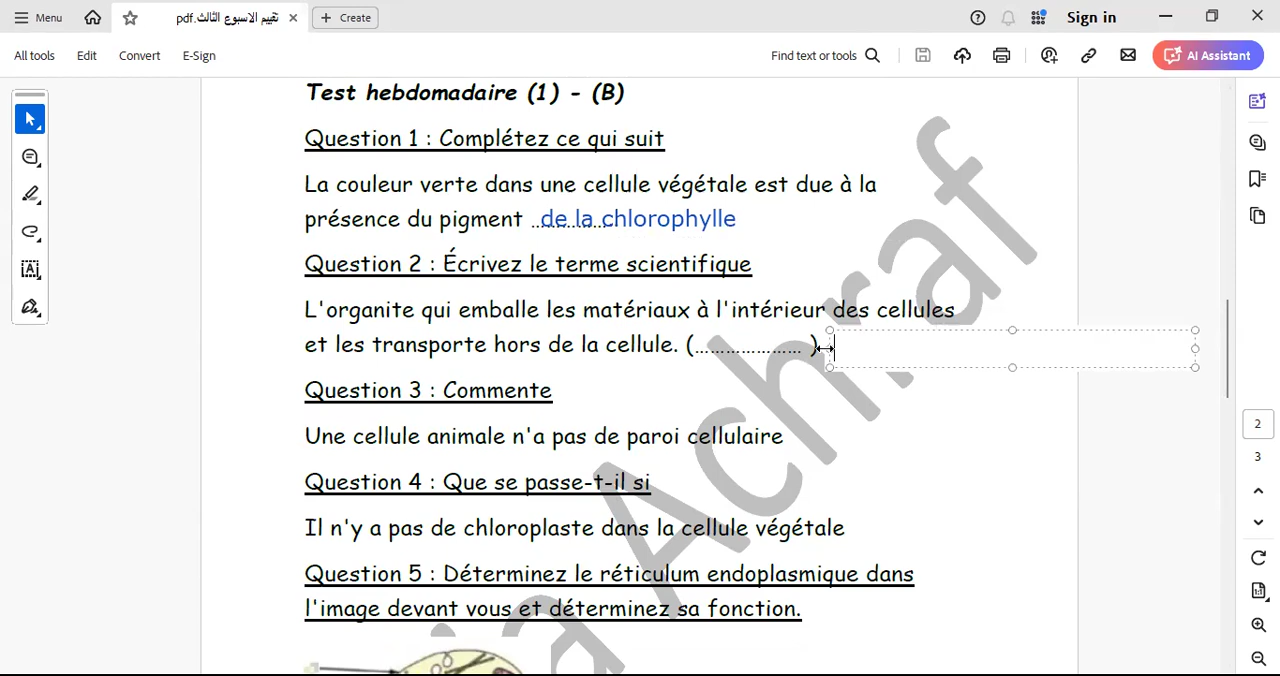 Menu
تقييم الاسبوع الثالث.pdf
Create
Sign in
All tools
Edit
Convert
E-Sign
Find text or tools
AI Assistant
Test hebdomadaire (1) - (B)
Question 1 : Complétez ce qui suit
La couleur verte dans une cellule végétale est due à la
présence du pigment ..............de la chlorophylle
Question 2 : Écrivez le terme scientifique
L'organite qui emballe les matériaux à l'intérieur des cellules
et les transporte hors de la cellule. (..................... )
Question 3 : Commente
Une cellule animale n'a pas de paroi cellulaire
Question 4 : Que se passe-t-il si
Il n'y a pas de chloroplaste dans la cellule végétale
Question 5 : Déterminez le réticulum endoplasmique dans
l'image devant vous et déterminez sa fonction.
Achraf
2
3